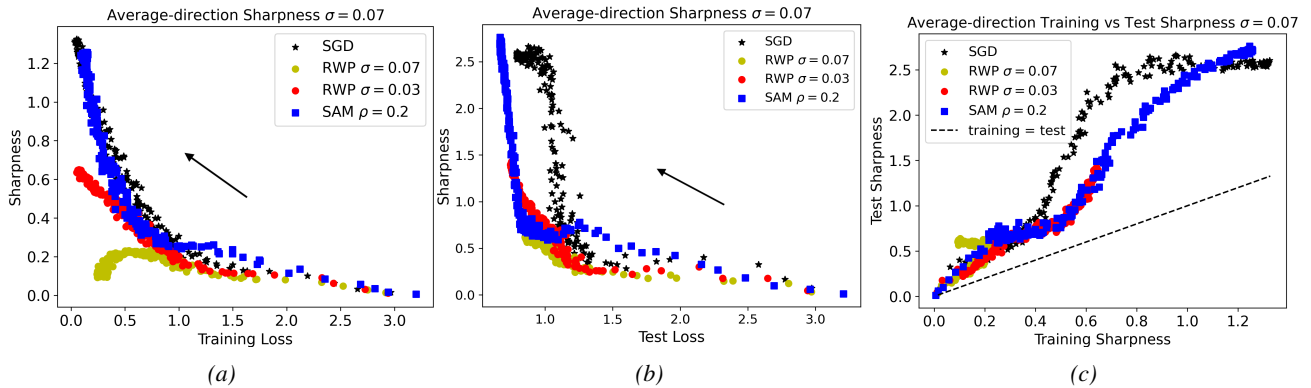 Average-direction Sharpness σ = 0.07
Sharpness
1.2
1.0
0.8
0.6
0.4
0.2
0.0
SGD
RWP σ = 0.07
RWP σ = 0.03
SAM ρ = 0.2
0.0 0.5 1.0 1.5 2.0 2.5 3.0
Training Loss
(a)
Average-direction Sharpness σ = 0.07
Sharpness
2.5
2.0
1.5
1.0
0.5
0.0
SGD
RWP σ = 0.07
RWP σ = 0.03
SAM ρ = 0.2
1.0 1.5 2.0 2.5 3.0
Test Loss
(b)
Average-direction Training vs Test Sharpness σ = 0.07
Test Sharpness
2.5
2.0
1.5
1.0
0.5
0.0
SGD
RWP σ = 0.07
RWP σ = 0.03
SAM ρ = 0.2
training = test
0.0 0.2 0.4 0.6 0.8 1.0 1.2
Training Sharpness
(c)